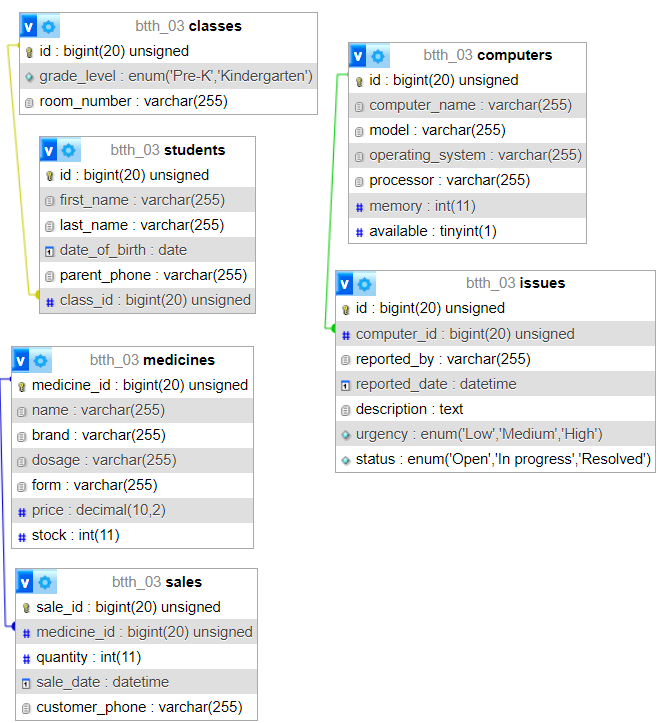 v btth_03 classes
id : bigint(20) unsigned
grade_level : enum('Pre-K','Kindergarten')
room_number : varchar(255)
v btth_03 students
id : bigint(20) unsigned
first_name : varchar(255)
last_name : varchar(255)
date_of_birth : date
parent_phone : varchar(255)
# class_id : bigint(20) unsigned
v btth_03 medicines
medicine_id : bigint(20) unsigned
name : varchar(255)
brand : varchar(255)
dosage : varchar(255)
form : varchar(255)
# price : decimal(10,2)
# stock : int(11)
v btth_03 sales
sale_id : bigint(20) unsigned
# medicine_id : bigint(20) unsigned
# quantity : int(11)
sale_date : datetime
customer_phone : varchar(255)
v btth_03 computers
id : bigint(20) unsigned
computer_name : varchar(255)
model : varchar(255)
operating_system : varchar(255)
processor : varchar(255)
# memory : int(11)
# available : tinyint(1)
v btth_03 issues
id : bigint(20) unsigned
# computer_id : bigint(20) unsigned
reported_by : varchar(255)
reported_date : datetime
description : text
urgency : enum('Low','Medium','High')
status : enum('Open','In progress','Resolved')